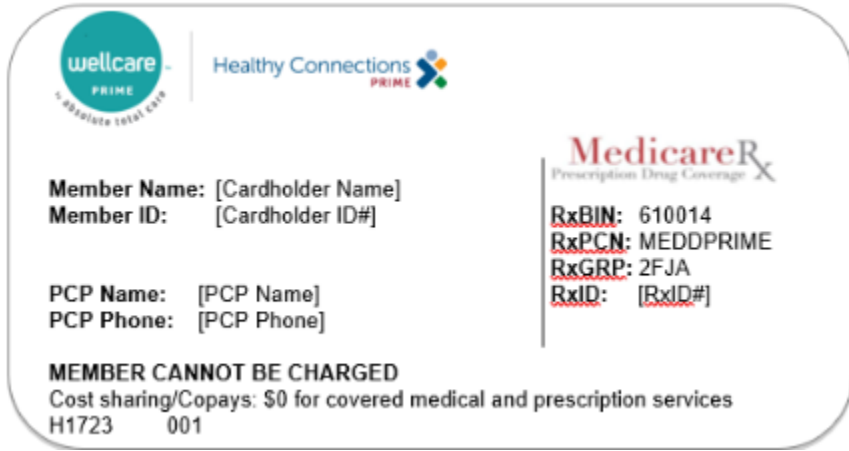 wellcare
PRIME
by absolute total care
Healthy Connections
PRIME
MedicareRx
Prescription Drug Coverage
Member Name: [Cardholder Name]
Member ID: [Cardholder ID#]
RxBIN: 610014
RxPCN: MEDDPRIME
RxGRP: 2FJA
RxID: [RxID#]
PCP Name: [PCP Name]
PCP Phone: [PCP Phone]
MEMBER CANNOT BE CHARGED
Cost sharing/Copays: $0 for covered medical and prescription services
H1723 001